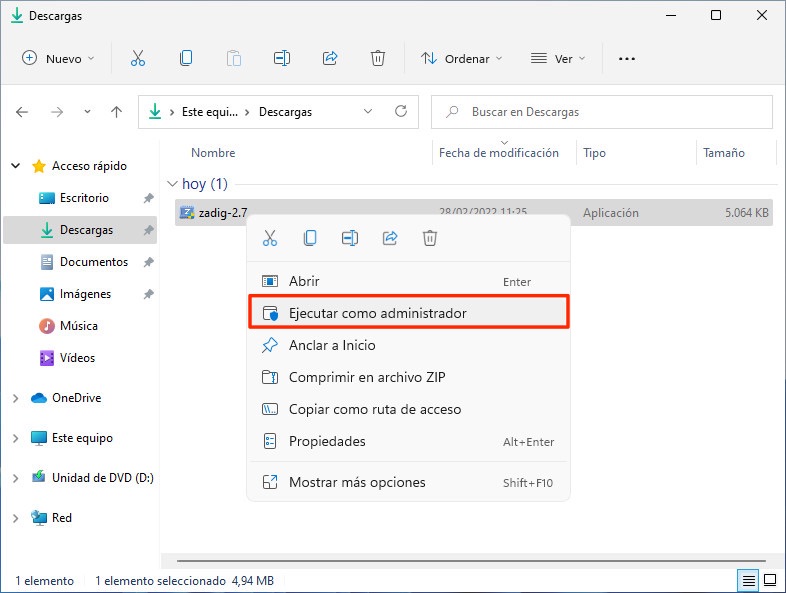 Descargas
Nuevo
Ordenar
Ver
Este equi... Descargas
Buscar en Descargas
Nombre Fecha de modificación Tipo Tamaño
Acceso rápido
hoy (1)
Escritorio
zadig-2.7 28/02/2022 11:25 Aplicación 5.064 KB
Descargas
Documentos
Imágenes
Música
Vídeos
OneDrive
Este equipo
Unidad de DVD (D:)
Red
Abrir Enter
Ejecutar como administrador
Anclar a Inicio
Comprimir en archivo ZIP
Copiar como ruta de acceso
Propiedades Alt+Enter
Mostrar más opciones Shift+F10
1 elemento 1 elemento seleccionado 4,94 MB